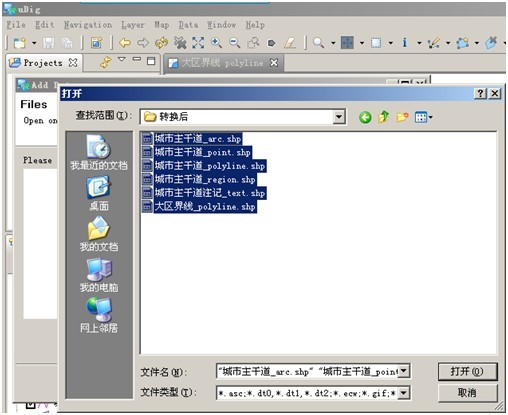 uDig
File Edit Navigation Layer Map Data Window Help
Projects
大区界线 polyline
Add D
Files
Open on
Please
打开
查找范围(I):
转换后
我最近的文档
桌面
我的文档
我的电脑
网上邻居
城市主干道_arc.shp
城市主干道_point.shp
城市主干道_polyline.shp
城市主干道_region.shp
城市主干道注记_text.shp
大区界线_polyline.shp
文件名(N):
"城市主干道_arc.shp" "城市主干道_poin
打开(O)
文件类型(T):
*.asc;*.dt0,*.dt1,*.dt2;*.ecw;*.gif;*
取消